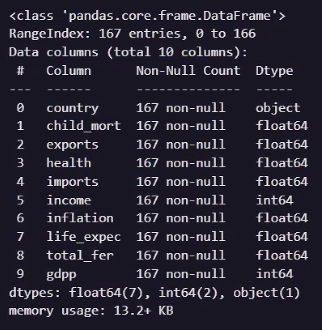 <class 'pandas.core.frame.DataFrame'>
RangeIndex: 167 entries, 0 to 166
Data columns (total 10 columns):
 #   Column      Non-Null Count  Dtype
---  ------      --------------  -----
 0   country     167 non-null    object
 1   child_mort  167 non-null    float64
 2   exports     167 non-null    float64
 3   health      167 non-null    float64
 4   imports     167 non-null    float64
 5   income      167 non-null    int64
 6   inflation   167 non-null    float64
 7   life_expec  167 non-null    float64
 8   total_fer   167 non-null    float64
 9   gdpp        167 non-null    int64
dtypes: float64(7), int64(2), object(1)
memory usage: 13.2+ KB